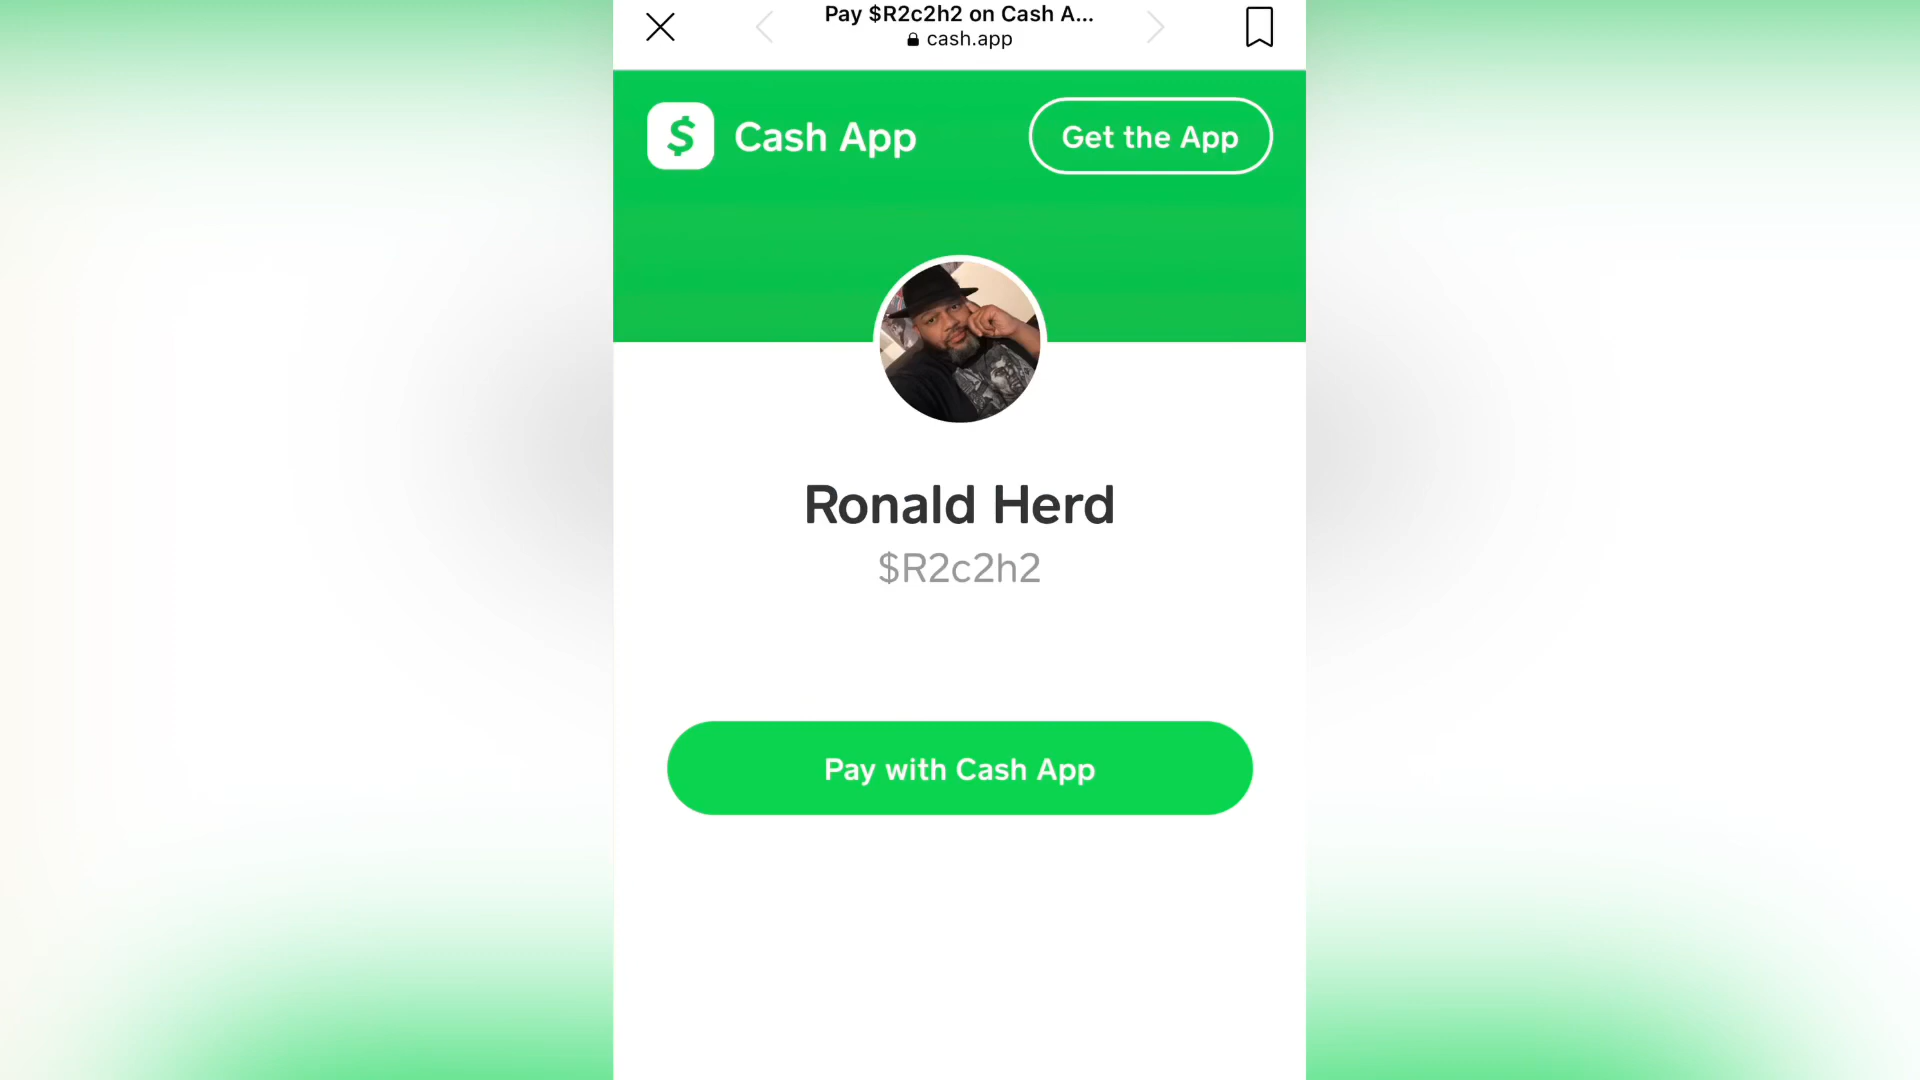 Pay $R2c2h2 on Cash A...
cash.app
$ Cash App
Get the App
Ronald Herd
$R2c2h2
Pay with Cash App